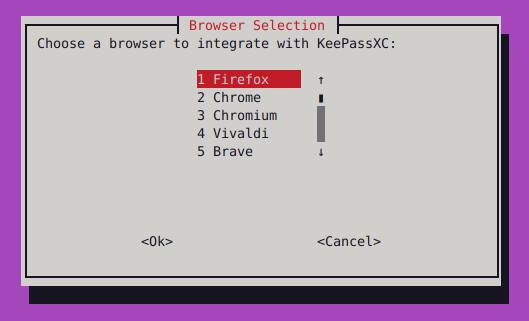 Browser Selection
Choose a browser to integrate with KeePassXC:
1 Firefox ↑
2 Chrome
3 Chromium
4 Vivaldi
5 Brave ↓
<Ok> <Cancel>